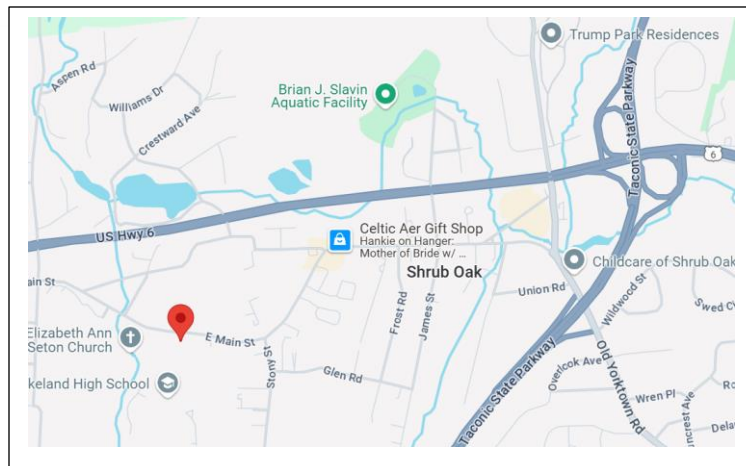 Trump Park Residences
Aspen Rd
Williams Dr
Brian J. Slavin
Aquatic Facility
Crestward Ave
Taconic State Parkway
6
US Hwy 6
Celtic Aer Gift Shop
Hankie on Hanger:
Mother of Bride w/ ...
Shrub Oak
Childcare of Shrub Oak
ain St
Union Rd
Wildwood St
Swed Cv
Elizabeth Ann
Seton Church
E Main St
Frost Rd
James St
Stony St
keland High School
Glen Rd
Overlook Ave
Old Yorktown Rd
Wren Pl
Taconic State Parkway
ncrest Ave
Ro
Dela